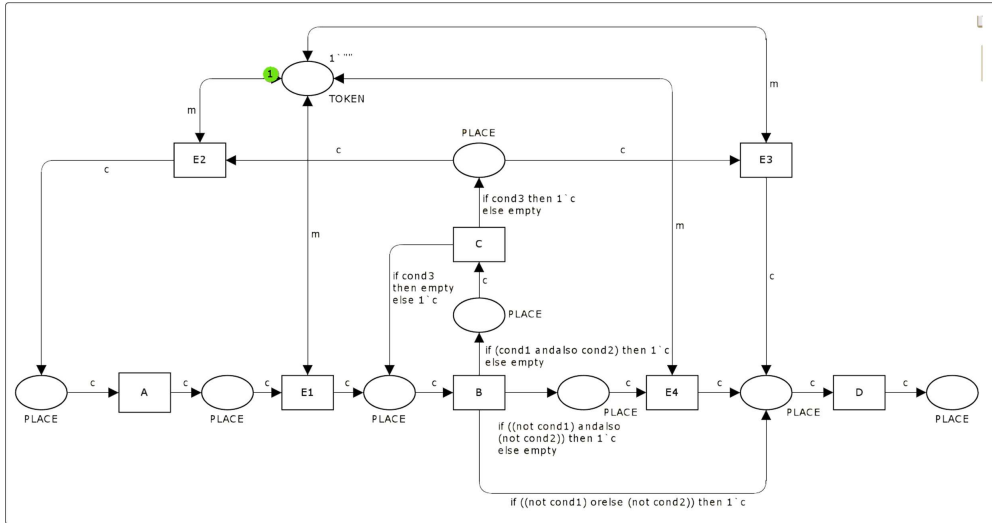 1`""
1
TOKEN
m
m
PLACE
E2
c
c
E3
c
if cond3 then 1`c
else empty
m
m
C
if cond3
then empty
else 1`c
c
c
PLACE
if (cond1 andalso cond2) then 1`c
else empty
c
A
c
c
E1
c
c
B
c
E4
c
c
D
c
PLACE
PLACE
PLACE
PLACE
PLACE
PLACE
if ((not cond1) andalso
(not cond2)) then 1`c
else empty
if ((not cond1) orelse (not cond2)) then 1`c